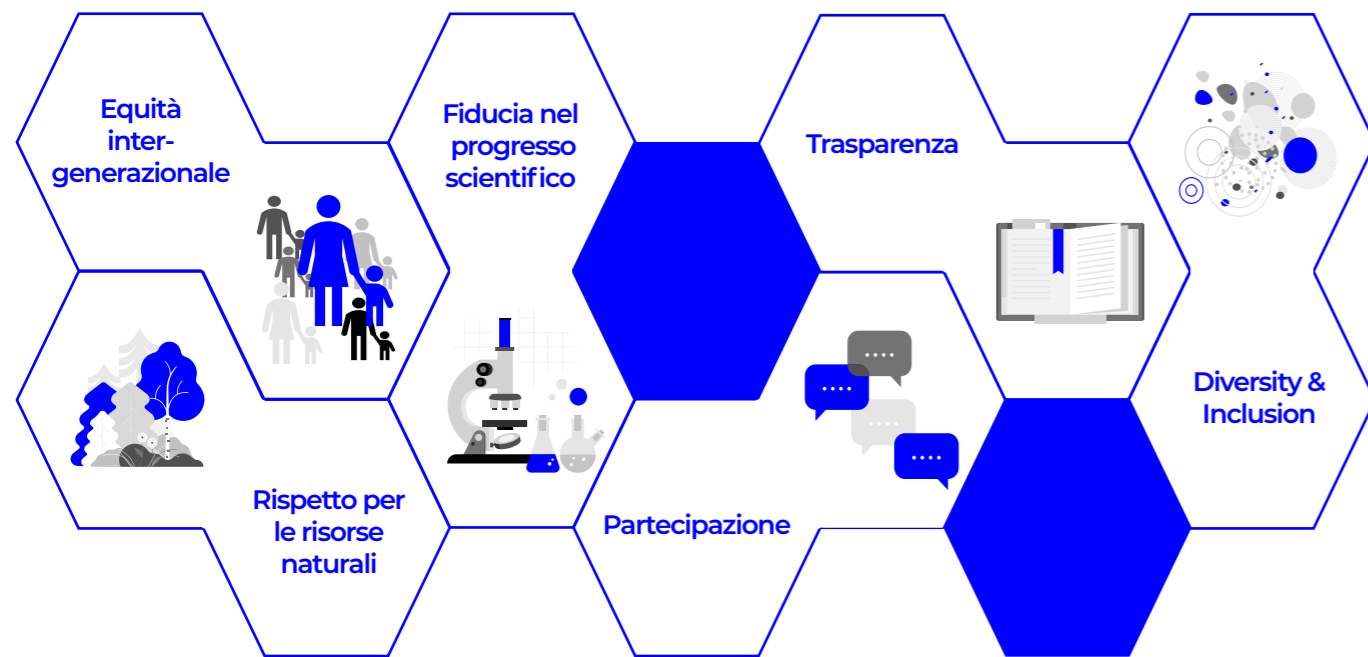 Equità
inter-
generazionale
Fiducia nel
progresso
scientifico
Trasparenza
Diversity &
Inclusion
Rispetto per
le risorse
naturali
Partecipazione